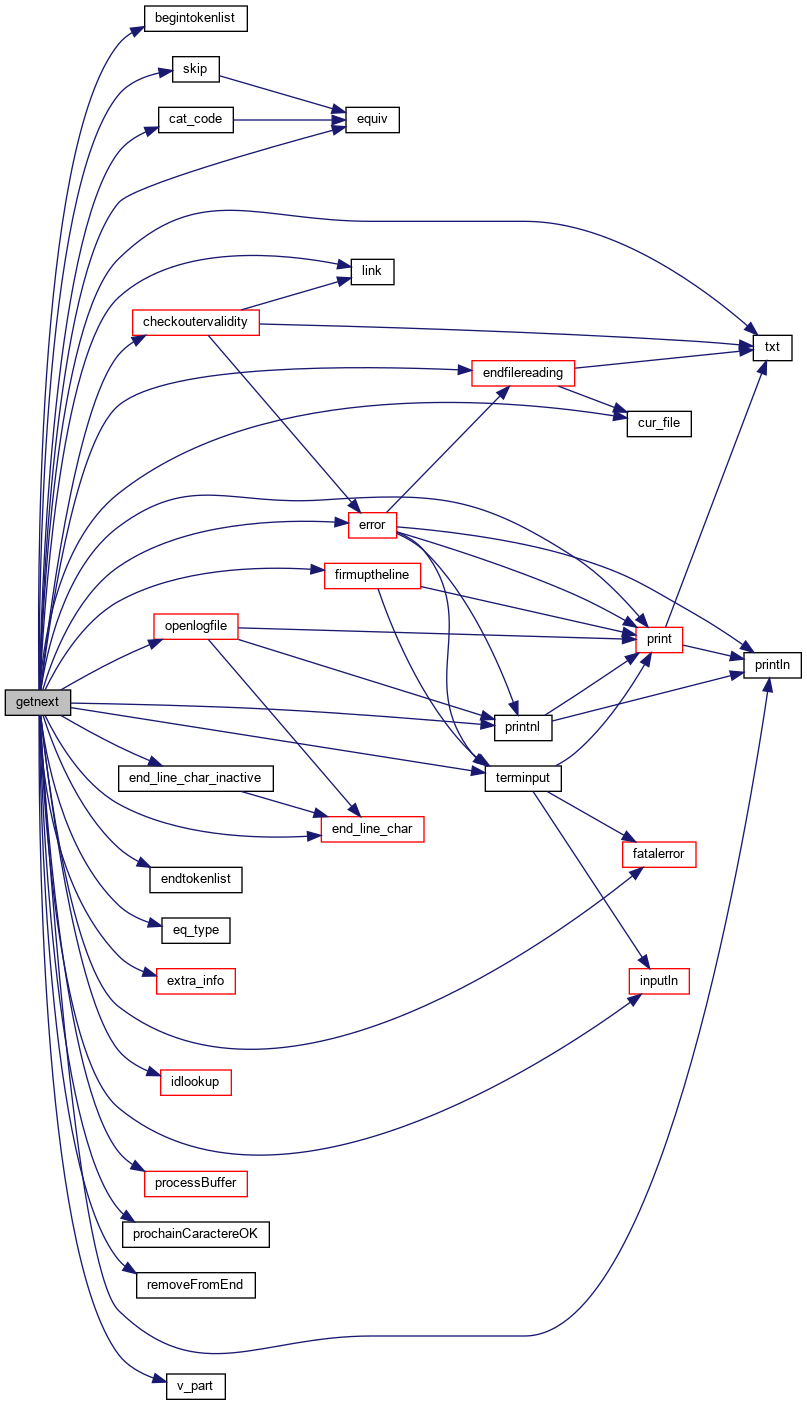 begintokenlist
skip
cat_code
equiv
link
checkoutervalidity
txt
endfilereading
cur_file
error
firmuptheline
openlogfile
print
println
getnext
printnl
end_line_char_inactive
terminput
end_line_char
fatalerror
endtokenlist
eq_type
extra_info
inputln
idlookup
processBuffer
prochainCaractereOK
removeFromEnd
v_part